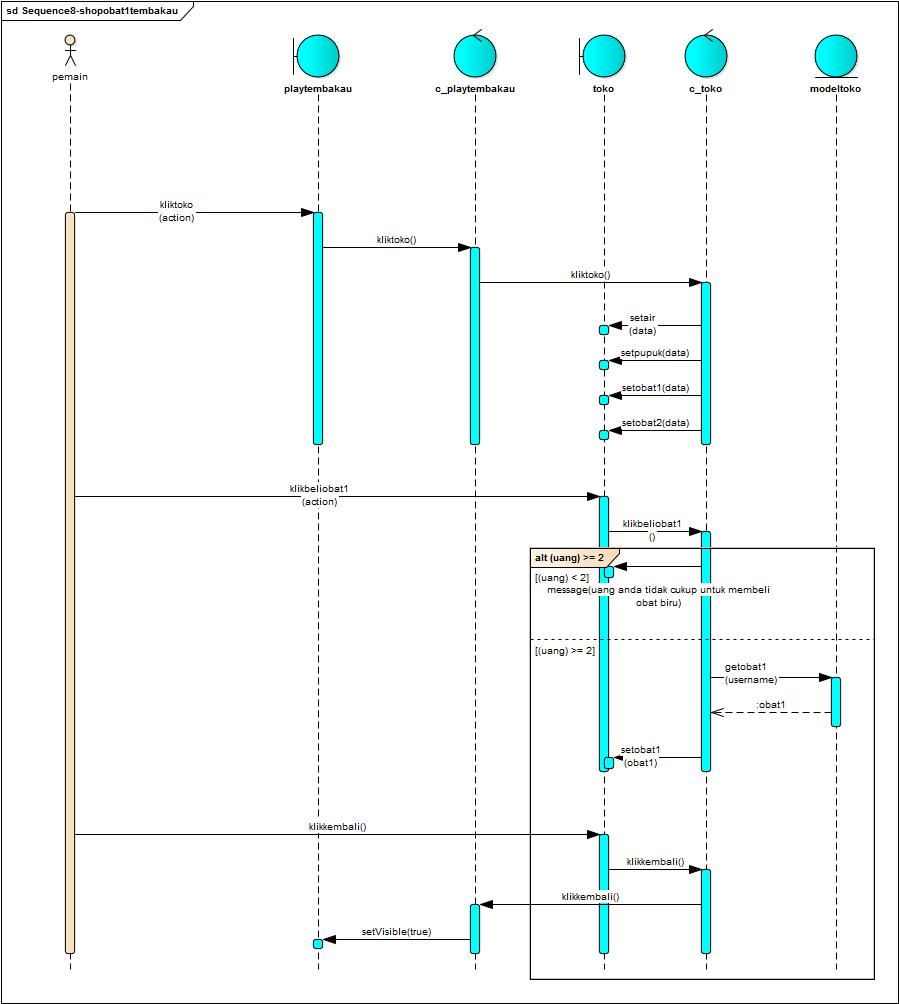 sd Sequence8-shopobat1tembakau
pemain
playtembakau
c_playtembakau
toko
c_toko
modeltoko
kliktoko
(action)
kliktoko()
kliktoko()
setair
(data)
setpupuk(data)
setobat1(data)
setobat2(data)
klikbeliobat1
(action)
klikbeliobat1
()
alt (uang) >= 2
[(uang) < 2]
message(uang anda tidak cukup untuk membeli
obat biru)
[(uang) >= 2]
getobat1
(username)
:obat1
setobat1
(obat1)
klikkembali()
klikkembali()
klikkembali()
setVisible(true)